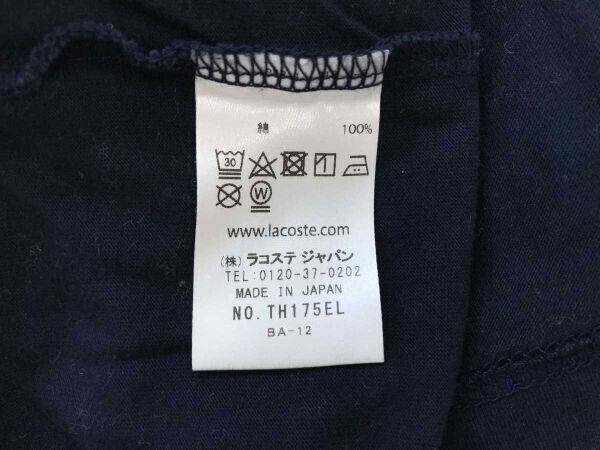 綿 100%
30
W
www.lacoste.com
(株) ラコステ ジャパン
TEL:0120-37-0202
MADE IN JAPAN
NO. TH175EL
BA-12